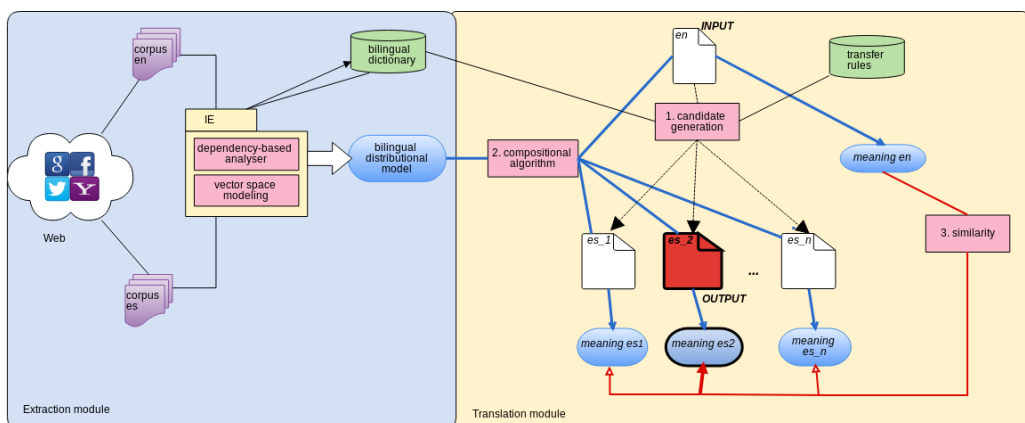 corpus
en
bilingual
dictionary
INPUT
en
transfer
rules
IE
dependency-based
analyser
vector space
modeling
bilingual
distributional
model
1. candidate
generation
2. compositional
algorithm
meaning en
3. similarity
Web
corpus
es
es_1
es_2
es_n
...
OUTPUT
meaning es1
meaning es2
meaning
es_n
Extraction module
Translation module